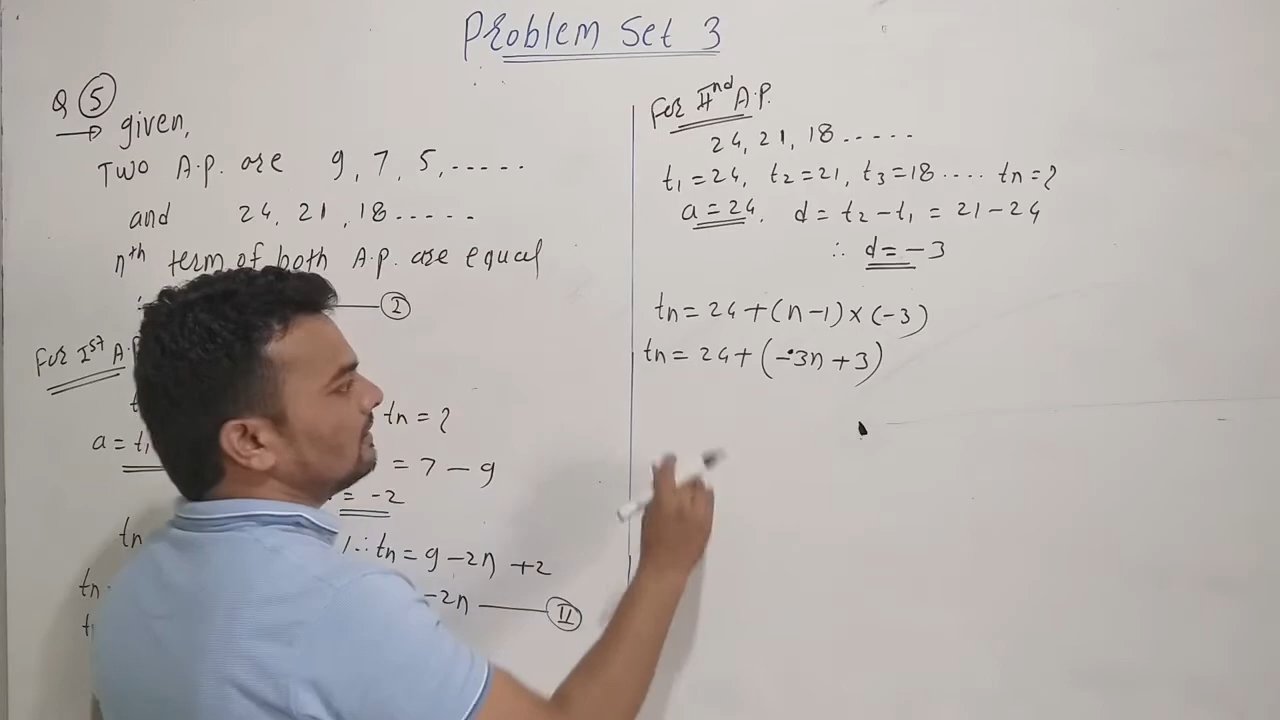 Problem Set 3
Q 5
→ given,
Two A.p. are 9, 7, 5, -----
and 24, 21, 18 -----
nth term of both A.p. are equal
I
For Ist A.P
tn = ?
a = t1 = 7 - 9
= -2
tn ∴ tn = 9 - 2n + 2
tn -2n II
t
For IInd A.P.
24, 21, 18 .....
t1 = 24, t2 = 21, t3 = 18 .... tn = ?
a = 24. d = t2 - t1 = 21 - 24
∴ d = -3
tn = 24 + (n - 1) × (-3)
tn = 24 + (-3n + 3)